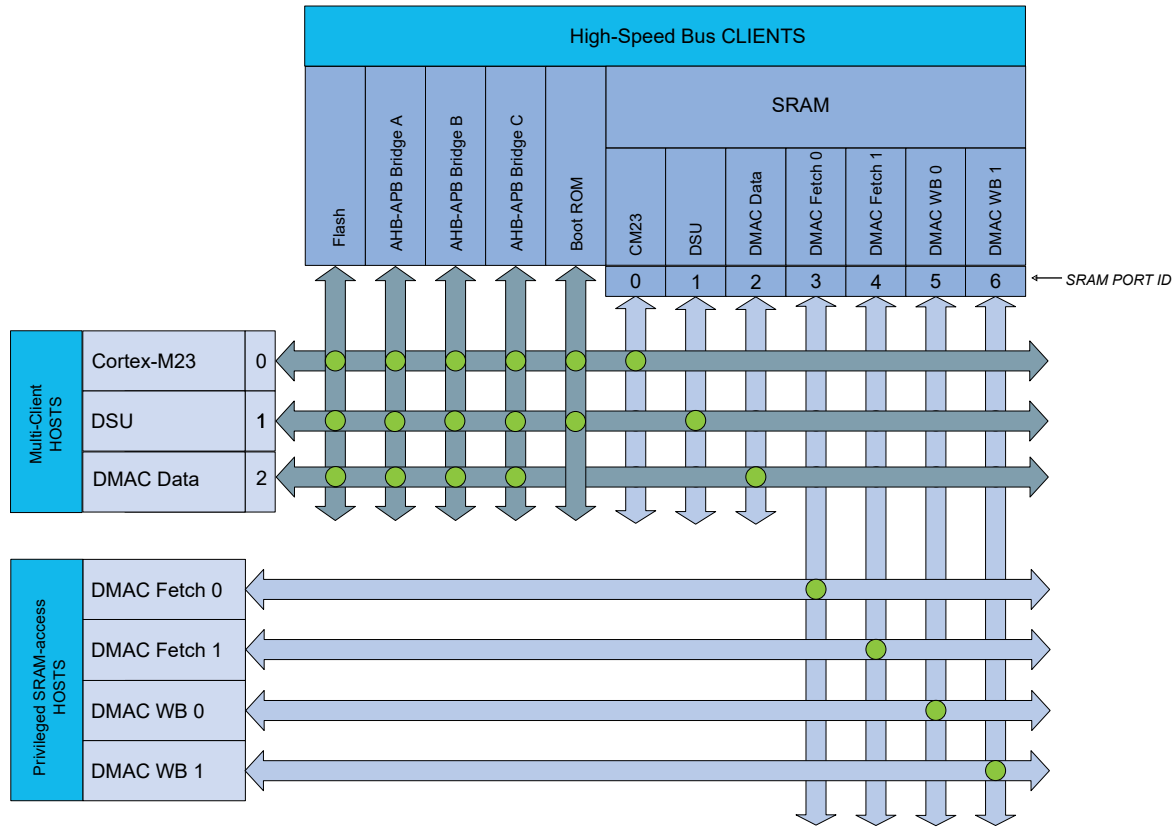 High-Speed Bus CLIENTS
SRAM
Flash
AHB-APB Bridge A
AHB-APB Bridge B
AHB-APB Bridge C
Boot ROM
CM23
DSU
DMAC Data
DMAC Fetch 0
DMAC Fetch 1
DMAC WB 0
DMAC WB 1
0 1 2 3 4 5 6
SRAM PORT ID
Multi-Client
HOSTS
Cortex-M23 0
DSU 1
DMAC Data 2
Privileged SRAM-access
HOSTS
DMAC Fetch 0
DMAC Fetch 1
DMAC WB 0
DMAC WB 1